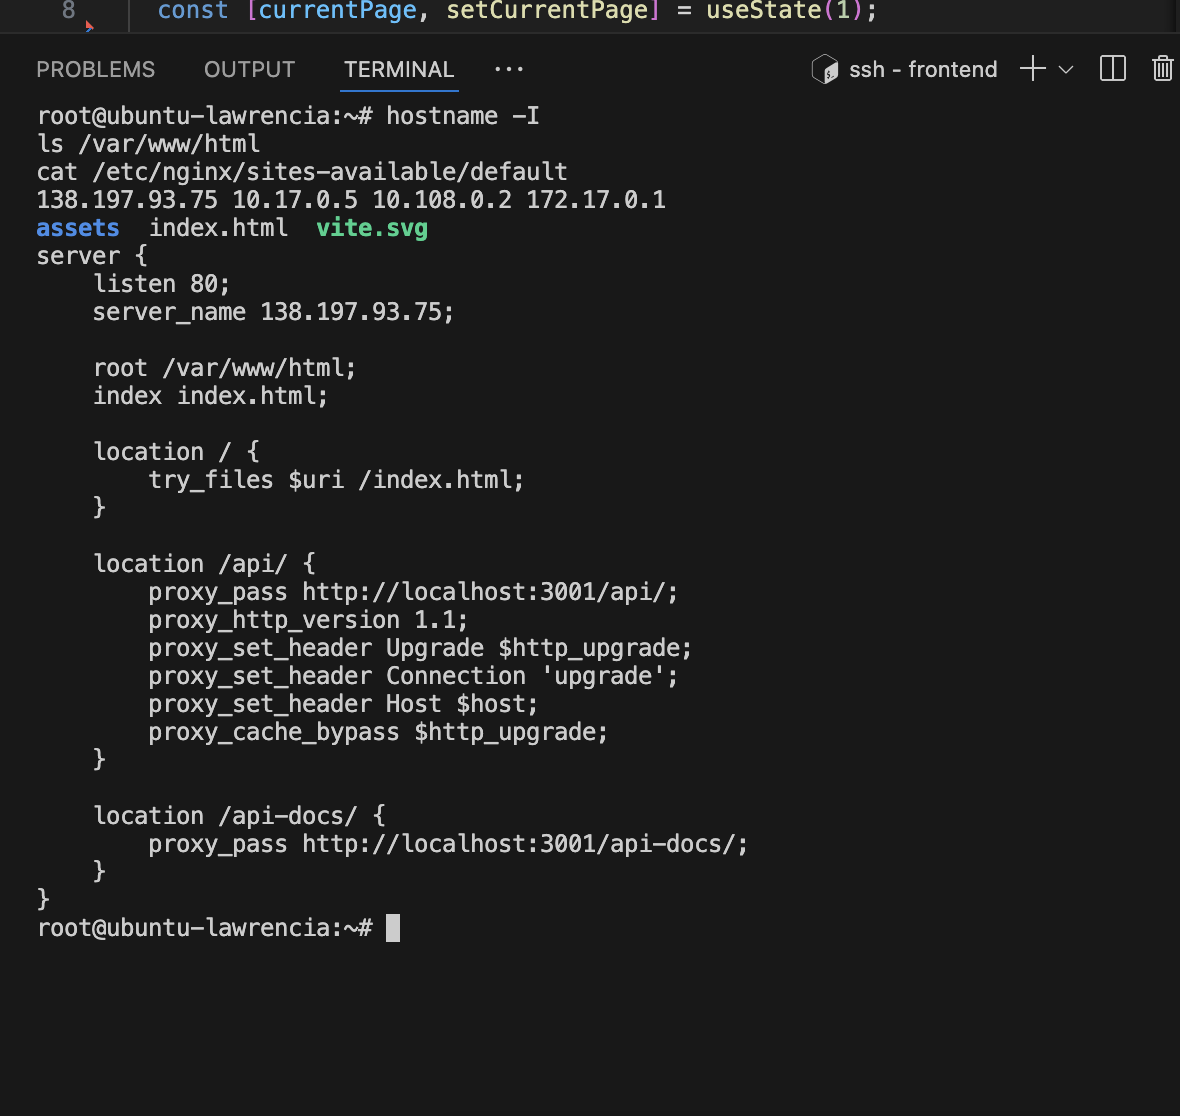 8 const [currentPage, setCurrentPage] = useState(1);
PROBLEMS OUTPUT TERMINAL ··· ssh - frontend
root@ubuntu-lawrencia:~# hostname -I
ls /var/www/html
cat /etc/nginx/sites-available/default
138.197.93.75 10.17.0.5 10.108.0.2 172.17.0.1
assets  index.html  vite.svg
server {
    listen 80;
    server_name 138.197.93.75;

    root /var/www/html;
    index index.html;

    location / {
        try_files $uri /index.html;
    }

    location /api/ {
        proxy_pass http://localhost:3001/api/;
        proxy_http_version 1.1;
        proxy_set_header Upgrade $http_upgrade;
        proxy_set_header Connection 'upgrade';
        proxy_set_header Host $host;
        proxy_cache_bypass $http_upgrade;
    }

    location /api-docs/ {
        proxy_pass http://localhost:3001/api-docs/;
    }
}
root@ubuntu-lawrencia:~#